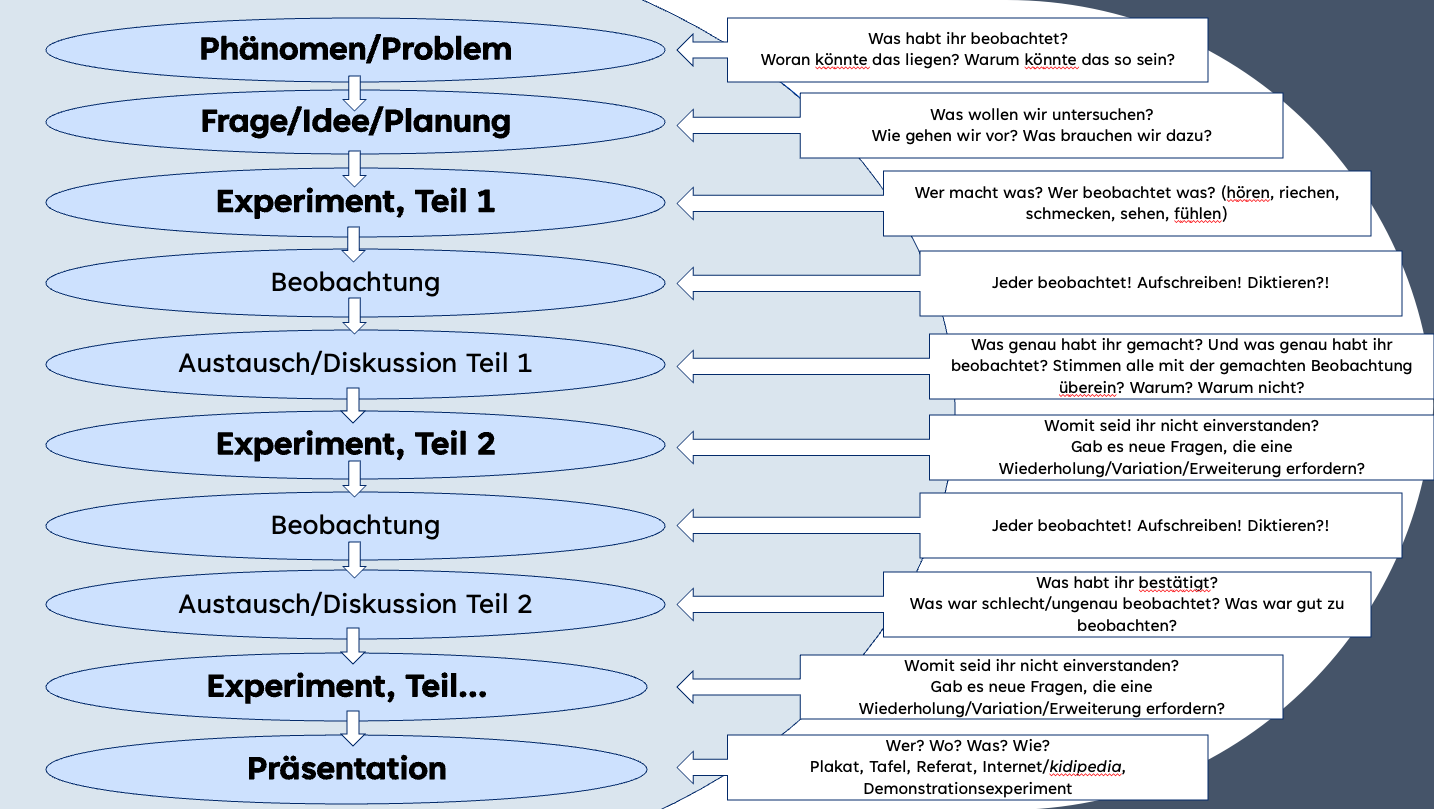 Phänomen/Problem
Was habt ihr beobachtet?
Woran könnte das liegen? Warum könnte das so sein?
Frage/Idee/Planung
Was wollen wir untersuchen?
Wie gehen wir vor? Was brauchen wir dazu?
Experiment, Teil 1
Wer macht was? Wer beobachtet was? (hören, riechen,
schmecken, sehen, fühlen)
Beobachtung
Jeder beobachtet! Aufschreiben! Diktieren?!
Austausch/Diskussion Teil 1
Was genau habt ihr gemacht? Und was genau habt ihr
beobachtet? Stimmen alle mit der gemachten Beobachtung
überein? Warum? Warum nicht?
Experiment, Teil 2
Womit seid ihr nicht einverstanden?
Gab es neue Fragen, die eine
Wiederholung/Variation/Erweiterung erfordern?
Beobachtung
Jeder beobachtet! Aufschreiben! Diktieren?!
Austausch/Diskussion Teil 2
Was habt ihr bestätigt?
Was war schlecht/ungenau beobachtet? Was war gut zu
beobachten?
Experiment, Teil...
Womit seid ihr nicht einverstanden?
Gab es neue Fragen, die eine
Wiederholung/Variation/Erweiterung erfordern?
Präsentation
Wer? Wo? Was? Wie?
Plakat, Tafel, Referat, Internet/kidipedia,
Demonstrationsexperiment